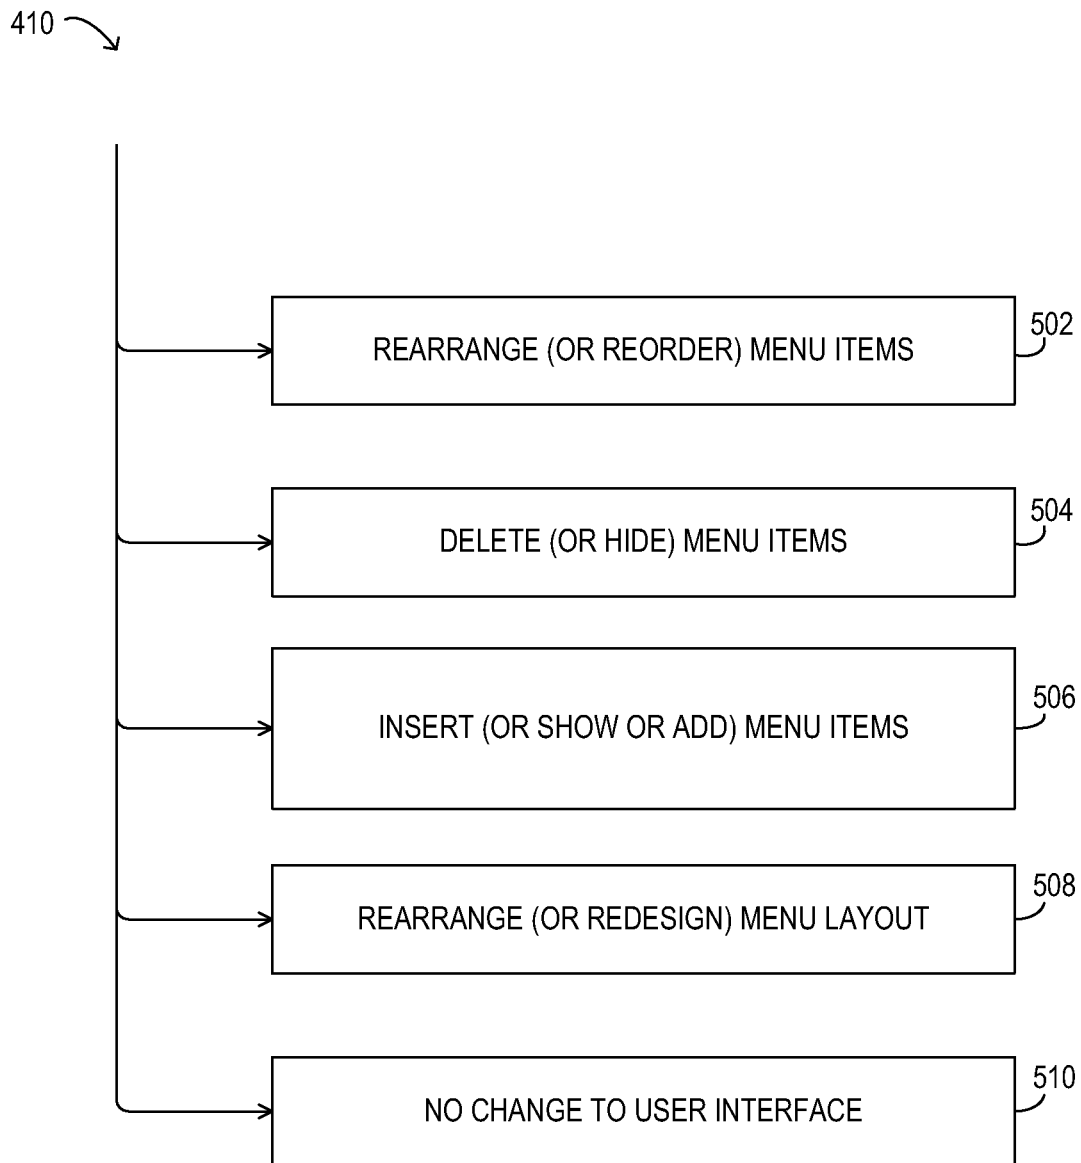 410
502
REARRANGE (OR REORDER) MENU ITEMS
504
DELETE (OR HIDE) MENU ITEMS
506
INSERT (OR SHOW OR ADD) MENU ITEMS
508
REARRANGE (OR REDESIGN) MENU LAYOUT
510
NO CHANGE TO USER INTERFACE